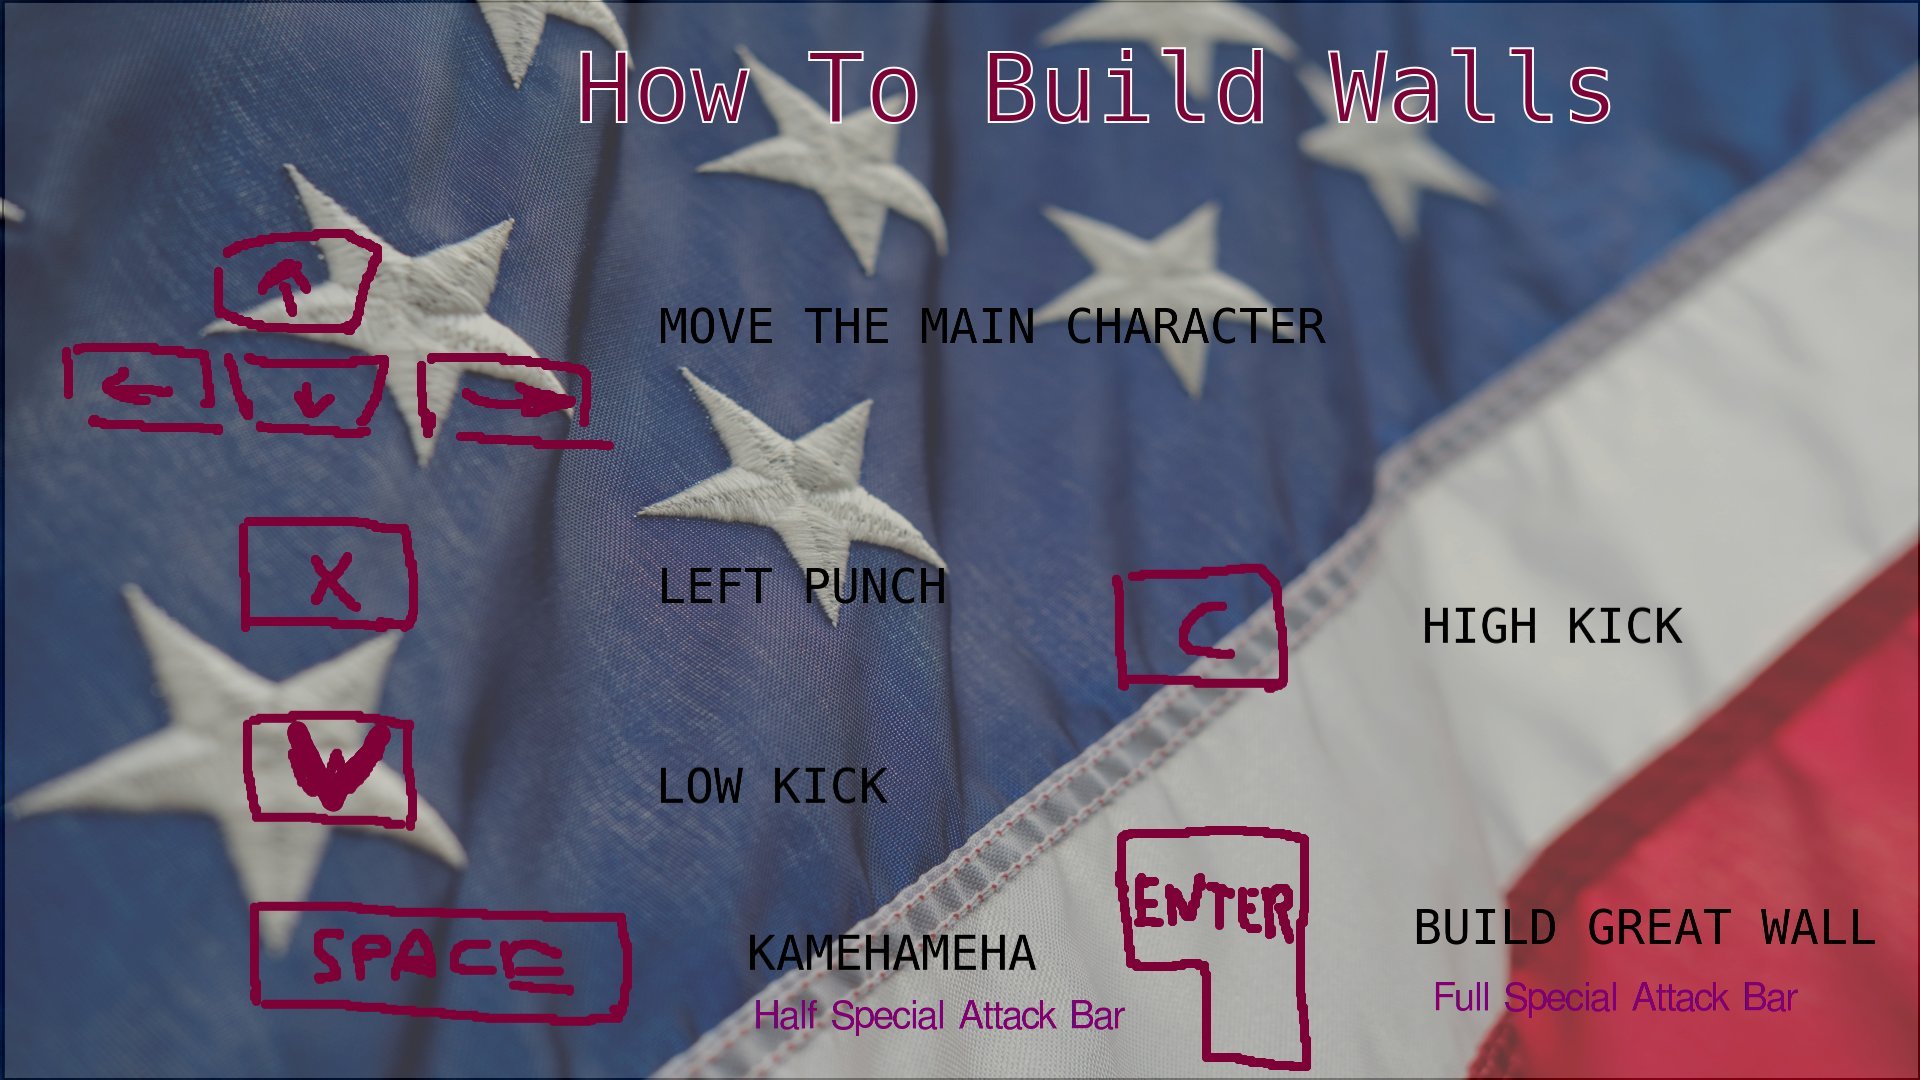 How To Build Walls
MOVE THE MAIN CHARACTER
X LEFT PUNCH
C HIGH KICK
W LOW KICK
SPACE KAMEHAMEHA
Half Special Attack Bar
ENTER BUILD GREAT WALL
Full Special Attack Bar